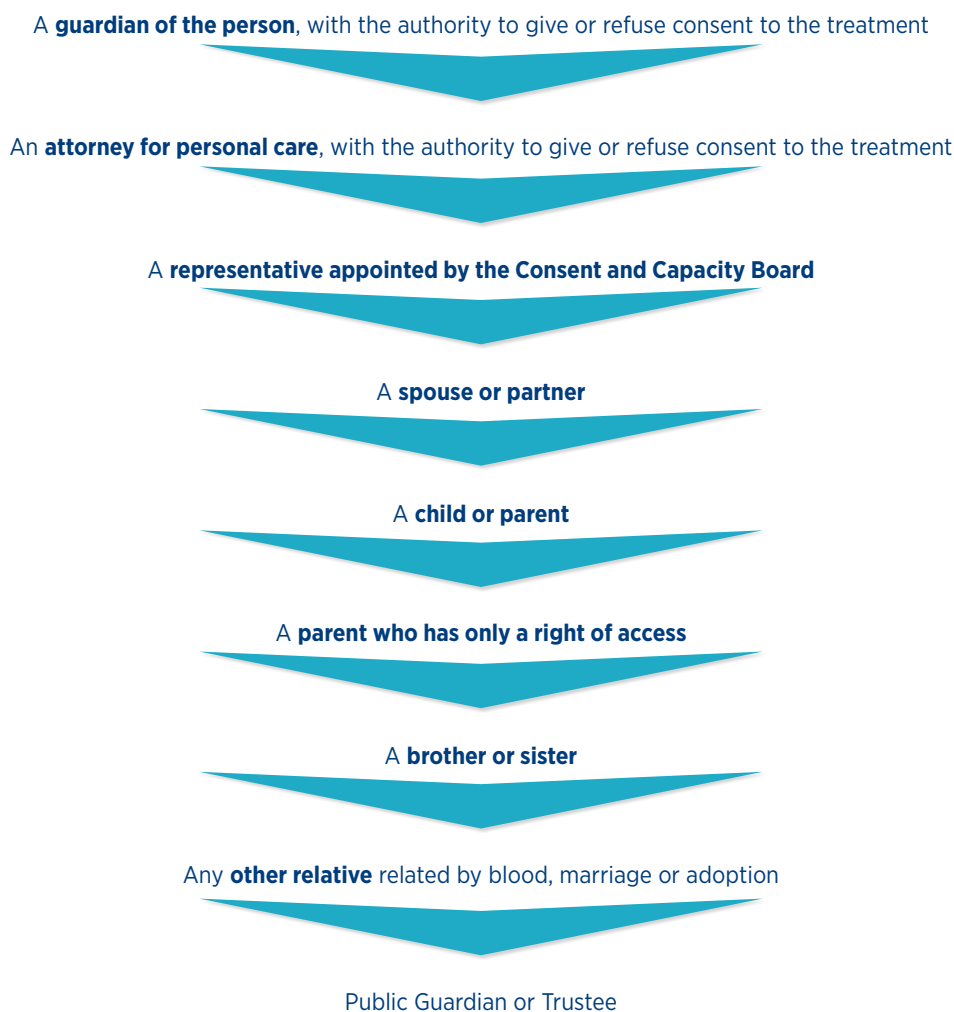 A guardian of the person, with the authority to give or refuse consent to the treatment
An attorney for personal care, with the authority to give or refuse consent to the treatment
A representative appointed by the Consent and Capacity Board
A spouse or partner
A child or parent
A parent who has only a right of access
A brother or sister
Any other relative related by blood, marriage or adoption
Public Guardian or Trustee